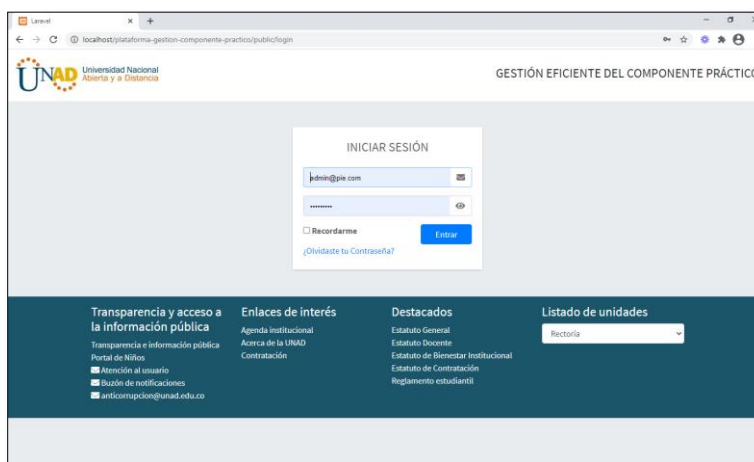 Laravel
localhost/plataforma-gestion-componente-practico/public/login
UNAD Universidad Nacional
Abierta y a Distancia
GESTIÓN EFICIENTE DEL COMPONENTE PRÁCTICO
INICIAR SESIÓN
admin@pie.com
Recordarme
Entrar
¿Olvidaste tu Contraseña?
Transparencia y acceso a
la información pública
Transparencia e información pública
Portal de Niños
Atención al usuario
Buzón de notificaciones
anticorrupcion@unad.edu.co
Enlaces de interés
Agenda institucional
Acerca de la UNAD
Contratación
Destacados
Estatuto General
Estatuto Docente
Estatuto de Bienestar Institucional
Estatuto de Contratación
Reglamento estudiantil
Listado de unidades
Rectoría